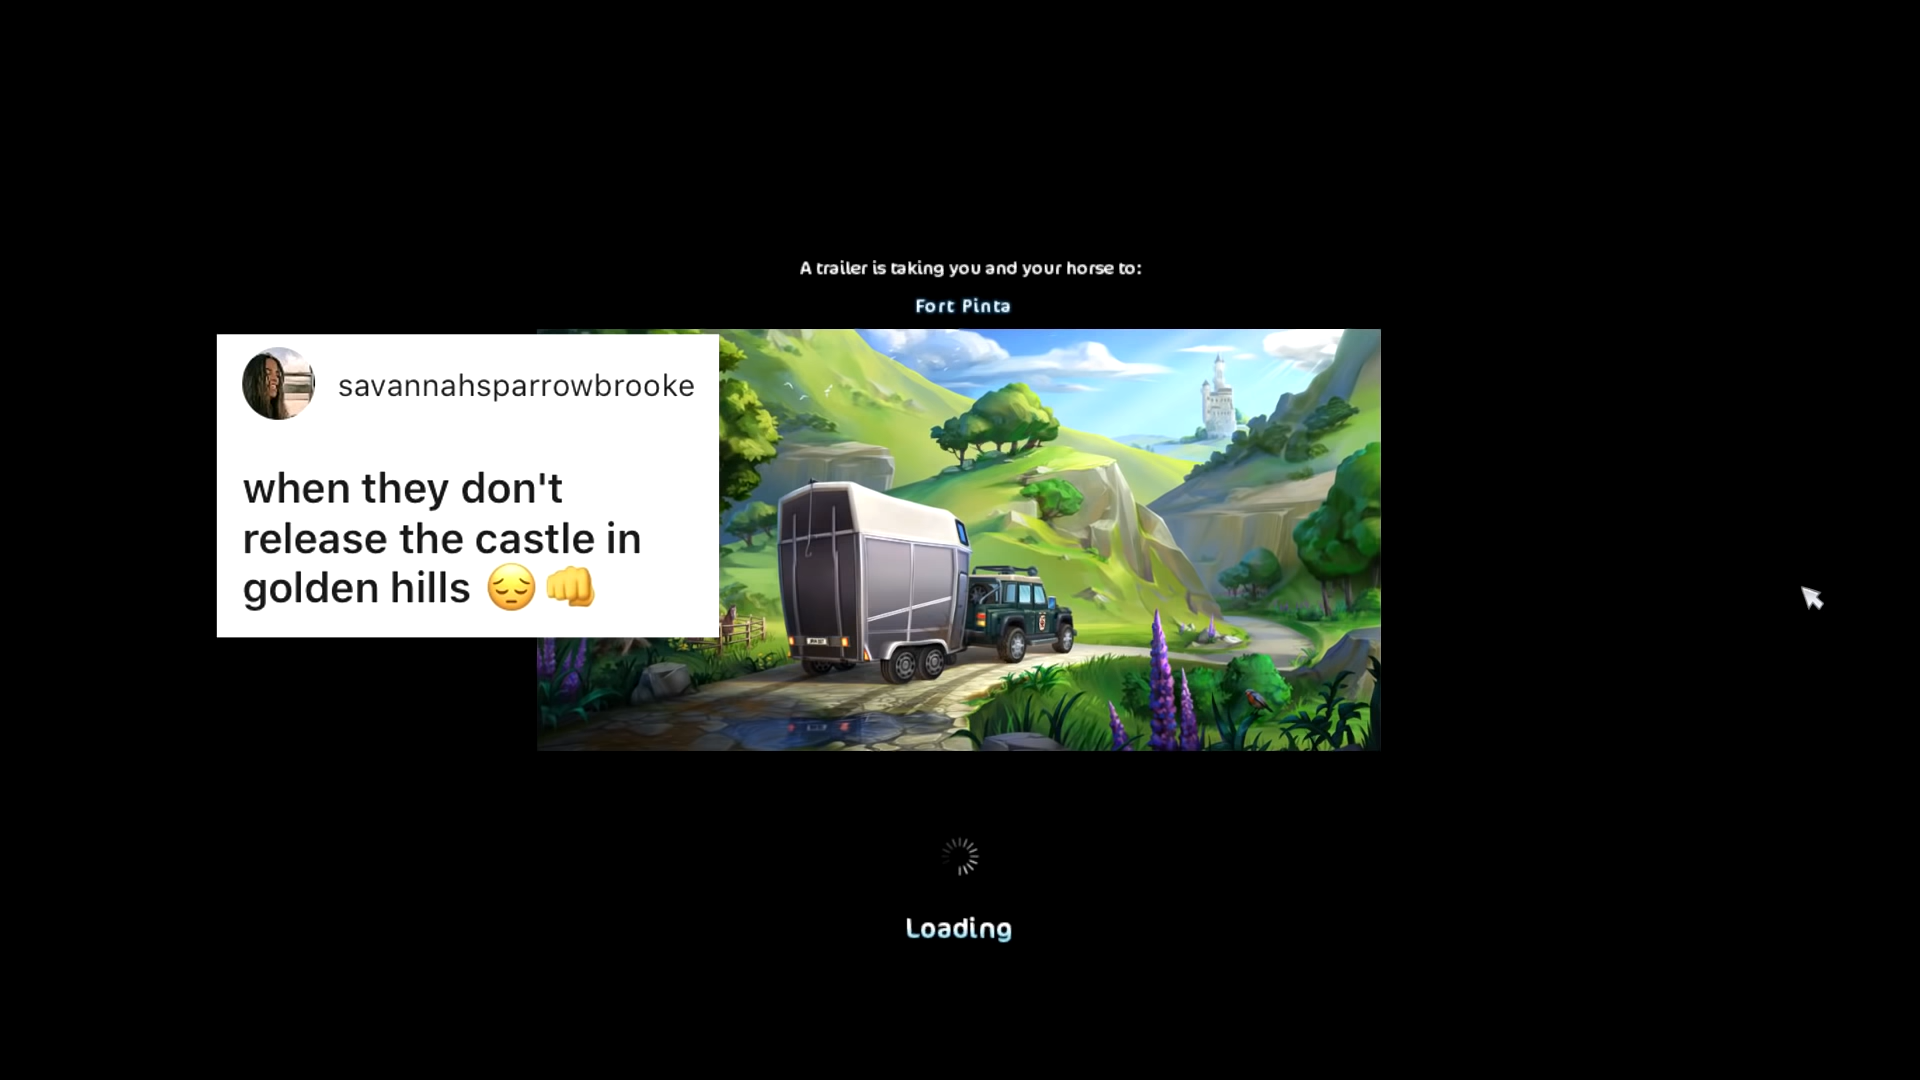 A trailer is taking you and your horse to:
Fort Pinta
savannahsparrowbrooke
when they don't
release the castle in
golden hills 😔 👊
Loading